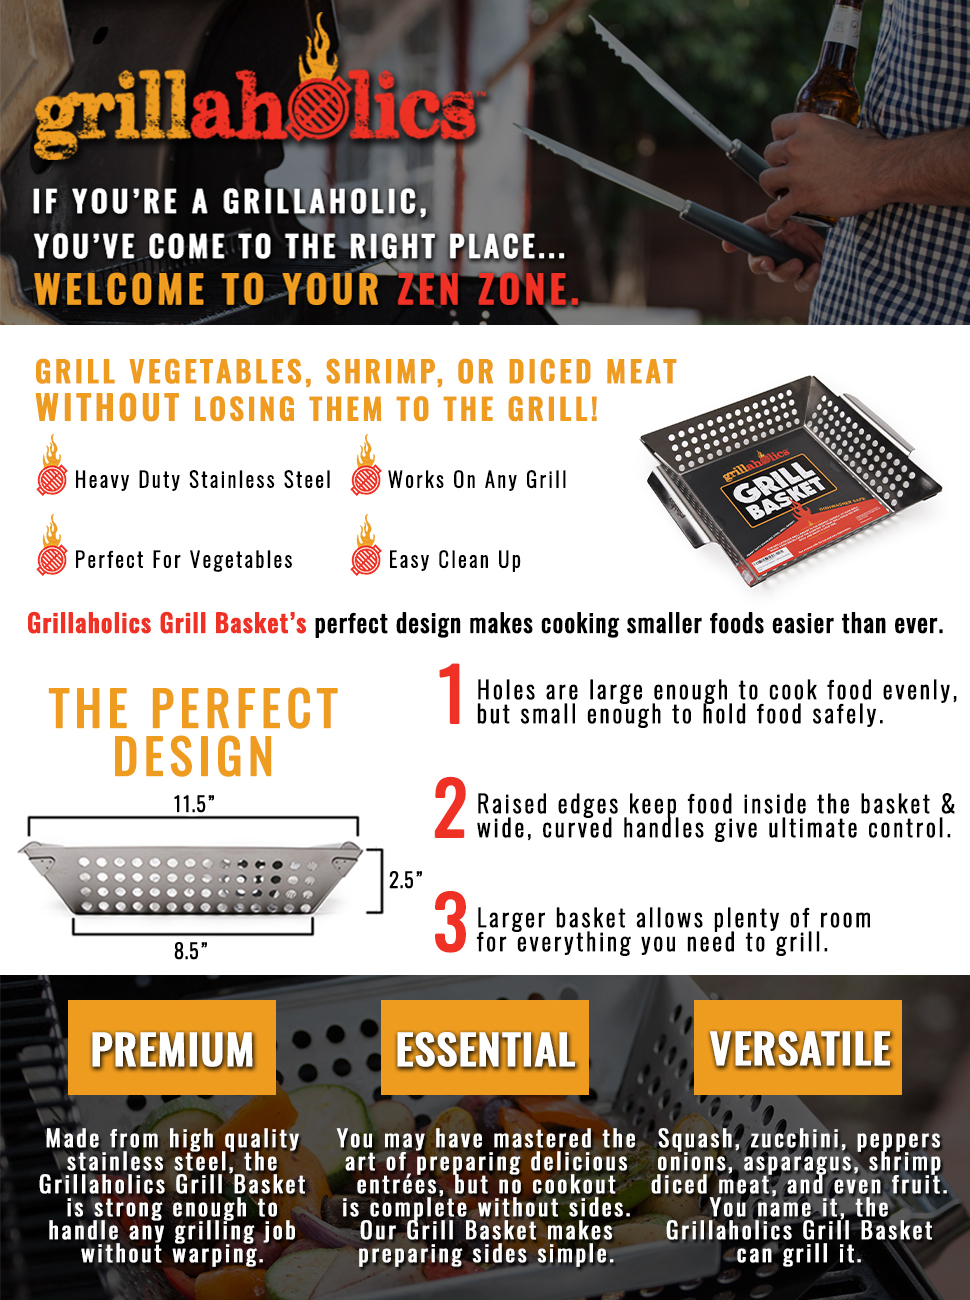 grillaholics™
IF YOU'RE A GRILLAHOLIC,
YOU'VE COME TO THE RIGHT PLACE...
WELCOME TO YOUR ZEN ZONE.
GRILL VEGETABLES, SHRIMP, OR DICED MEAT
WITHOUT LOSING THEM TO THE GRILL!
Heavy Duty Stainless Steel
Works On Any Grill
Perfect For Vegetables
Easy Clean Up
grillaholics
GRILL
BASKET
DISHWASHER SAFE
Grillaholics Grill Basket's perfect design makes cooking smaller foods easier than ever.
THE PERFECT
DESIGN
11.5”
2.5”
8.5”
1 Holes are large enough to cook food evenly,
but small enough to hold food safely.
2 Raised edges keep food inside the basket &
wide, curved handles give ultimate control.
3 Larger basket allows plenty of room
for everything you need to grill.
PREMIUM
Made from high quality
stainless steel, the
Grillaholics Grill Basket
is strong enough to
handle any grilling job
without warping.
ESSENTIAL
You may have mastered the
art of preparing delicious
entrées, but no cookout
is complete without sides.
Our Grill Basket makes
preparing sides simple.
VERSATILE
Squash, zucchini, peppers
onions, asparagus, shrimp
diced meat, and even fruit.
You name it, the
Grillaholics Grill Basket
can grill it.